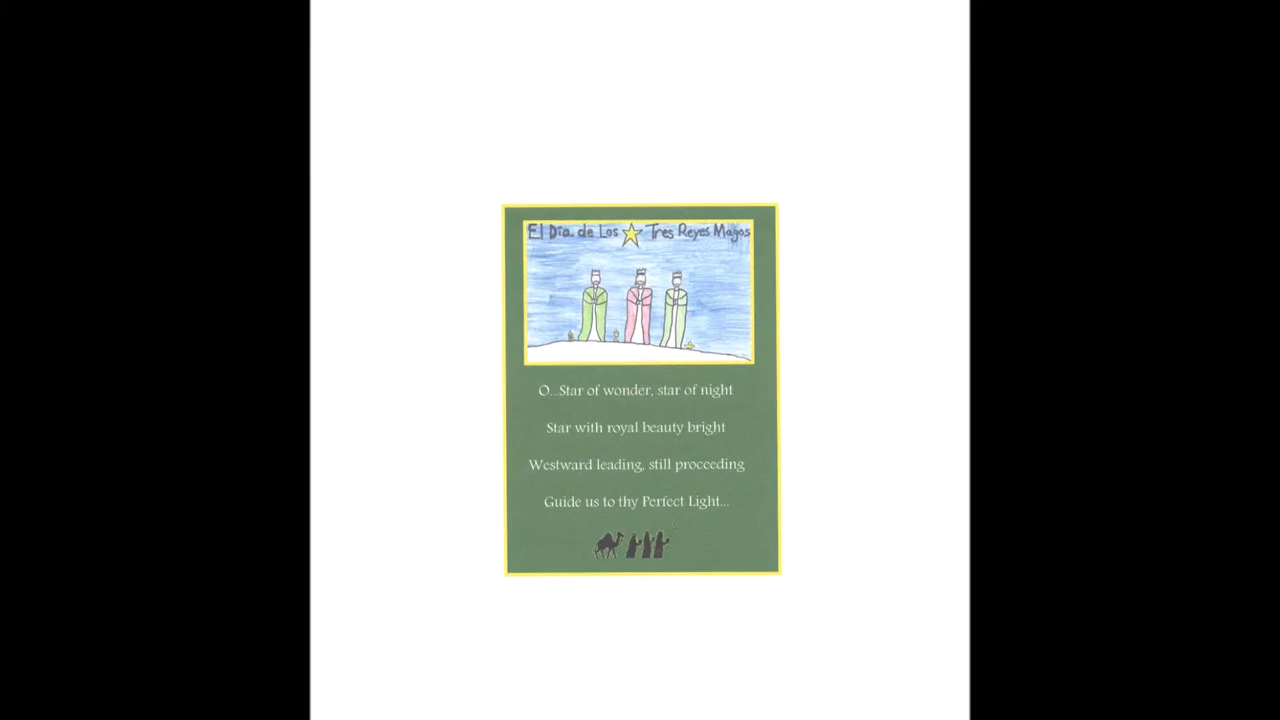 El Dia de Los Tres Reyes Magos
O...Star of wonder, star of night
Star with royal beauty bright
Westward leading, still proceeding
Guide us to thy Perfect Light...